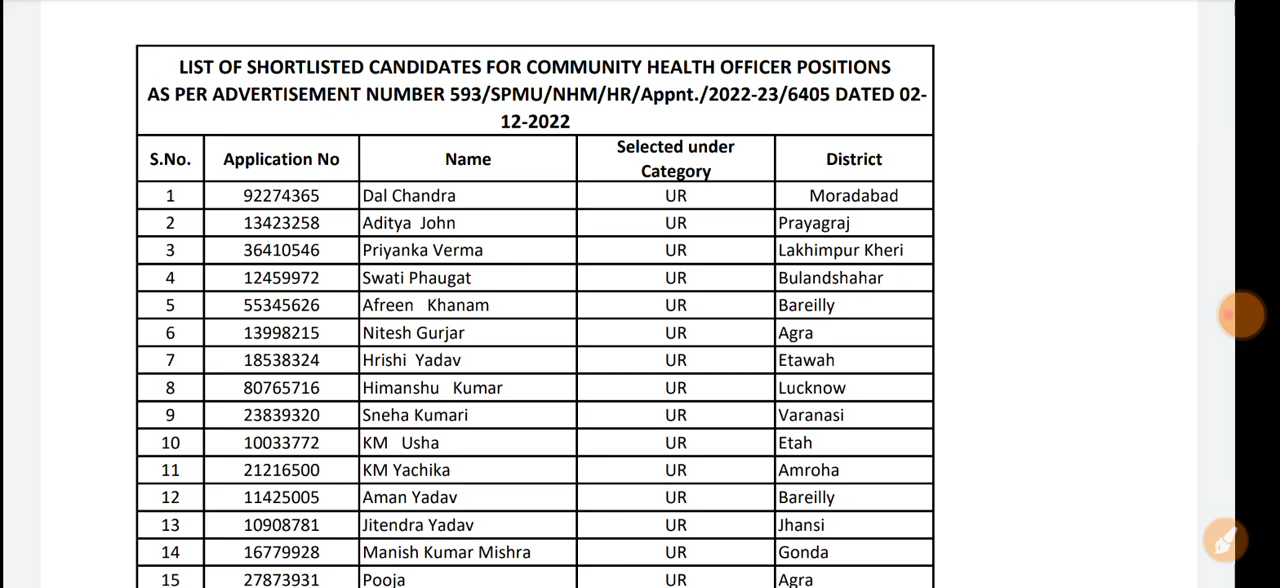 LIST OF SHORTLISTED CANDIDATES FOR COMMUNITY HEALTH OFFICER POSITIONS
AS PER ADVERTISEMENT NUMBER 593/SPMU/NHM/HR/Appnt./2022-23/6405 DATED 02-
12-2022
S.No. Application No Name Selected under Category District
1 92274365 Dal Chandra UR Moradabad
2 13423258 Aditya John UR Prayagraj
3 36410546 Priyanka Verma UR Lakhimpur Kheri
4 12459972 Swati Phaugat UR Bulandshahar
5 55345626 Afreen Khanam UR Bareilly
6 13998215 Nitesh Gurjar UR Agra
7 18538324 Hrishi Yadav UR Etawah
8 80765716 Himanshu Kumar UR Lucknow
9 23839320 Sneha Kumari UR Varanasi
10 10033772 KM Usha UR Etah
11 21216500 KM Yachika UR Amroha
12 11425005 Aman Yadav UR Bareilly
13 10908781 Jitendra Yadav UR Jhansi
14 16779928 Manish Kumar Mishra UR Gonda
15 27873931 Pooja UR Agra